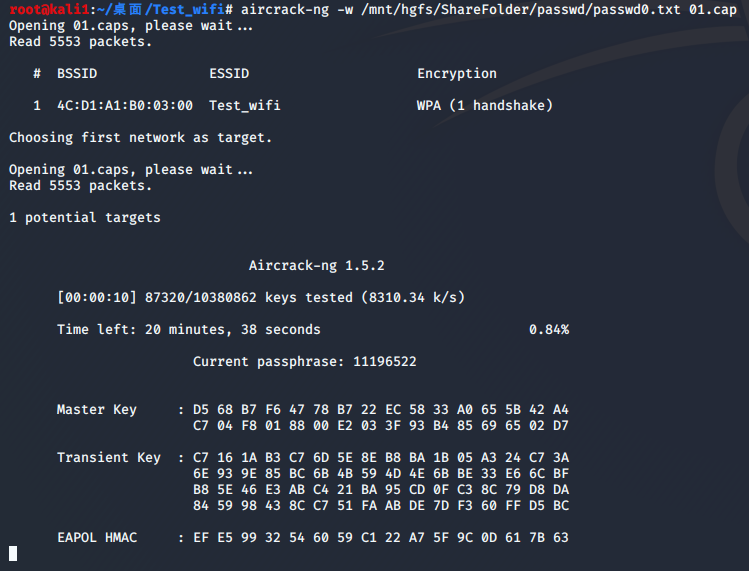 root@kali1:~/桌面/Test_wifi# aircrack-ng -w /mnt/hgfs/ShareFolder/passwd/passwd0.txt 01.cap
Opening 01.caps, please wait...
Read 5553 packets.
# BSSID ESSID Encryption
1 4C:D1:A1:B0:03:00 Test_wifi WPA (1 handshake)
Choosing first network as target.
Opening 01.caps, please wait...
Read 5553 packets.
1 potential targets
Aircrack-ng 1.5.2
[00:00:10] 87320/10380862 keys tested (8310.34 k/s)
Time left: 20 minutes, 38 seconds 0.84%
Current passphrase: 11196522
Master Key : D5 68 B7 F6 47 78 B7 22 EC 58 33 A0 65 5B 42 A4
C7 04 F8 01 88 00 E2 03 3F 93 B4 85 69 65 02 D7
Transient Key : C7 16 1A B3 C7 6D 5E 8E B8 BA 1B 05 A3 24 C7 3A
6E 93 9E 85 BC 6B 4B 59 4D 4E 6B BE 33 E6 6C BF
B8 5E 46 E3 AB C4 21 BA 95 CD 0F C3 8C 79 D8 DA
84 59 98 43 8C C7 51 FA AB DE 7D F3 60 FF D5 BC
EAPOL HMAC : EF E5 99 32 54 60 59 C1 22 A7 5F 9C 0D 61 7B 63